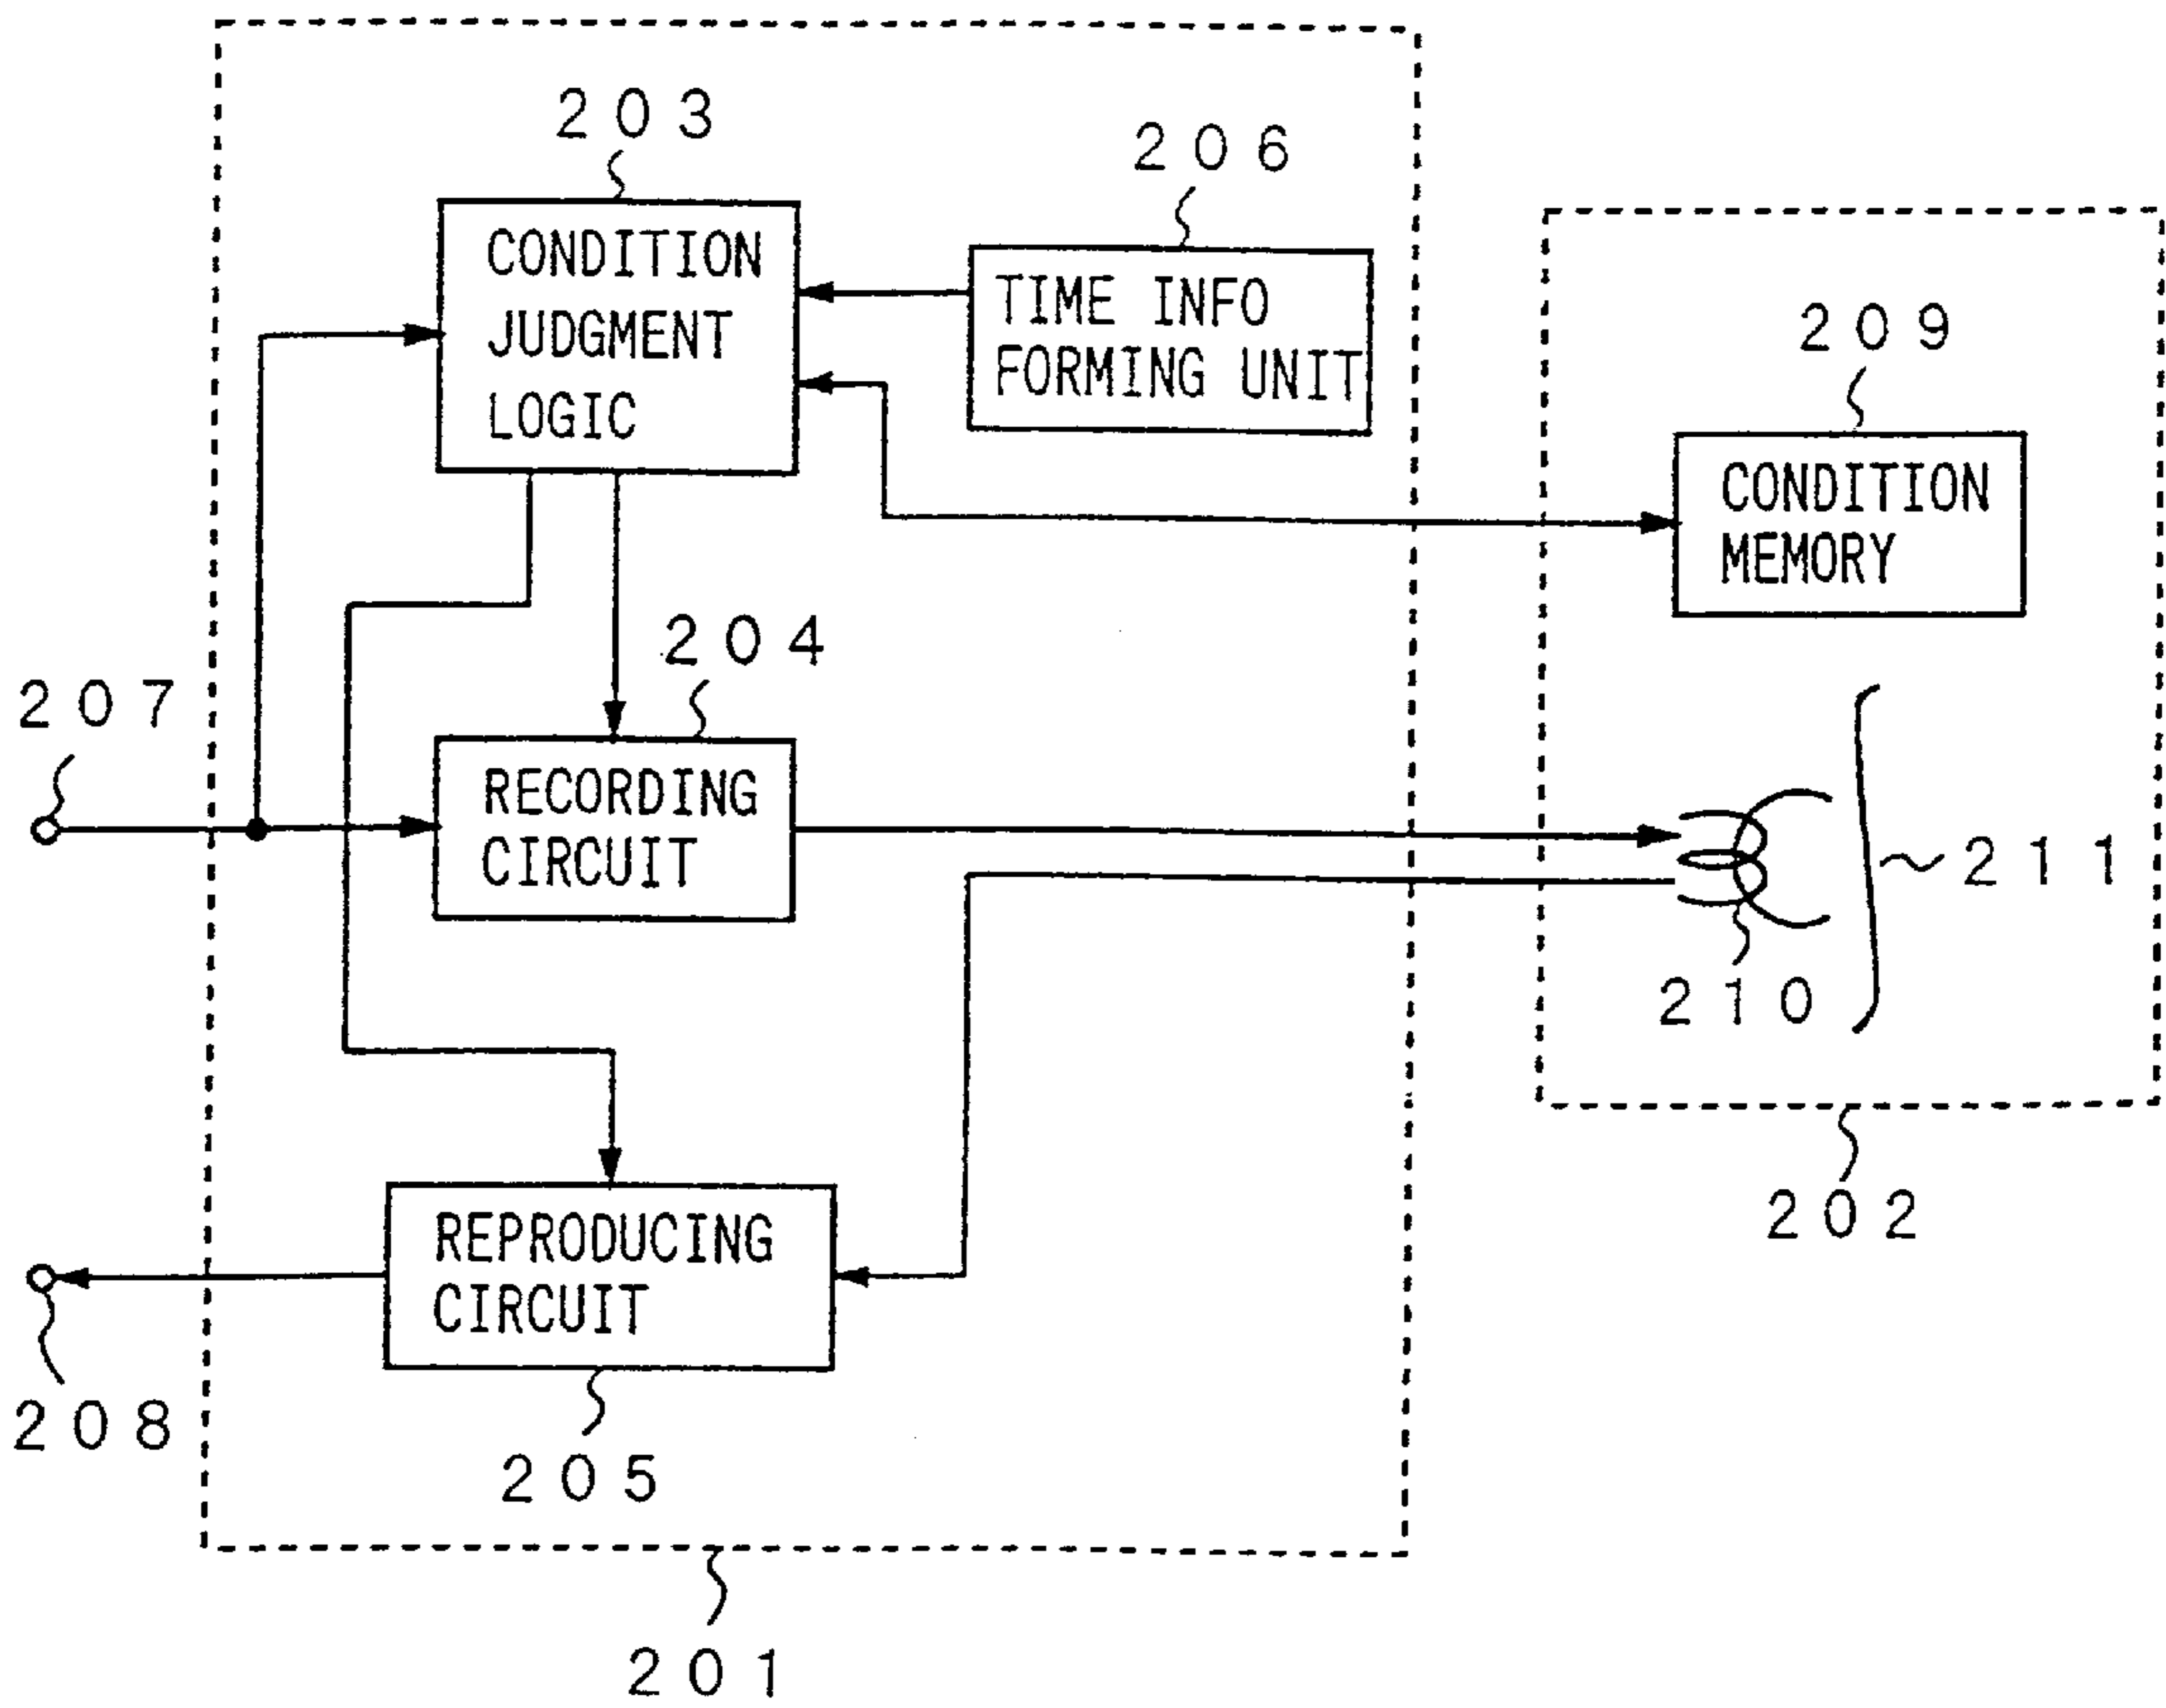 203
206
CONDITION
JUDGMENT
LOGIC
TIME INFO
FORMING UNIT
209
CONDITION
MEMORY
204
207
RECORDING
CIRCUIT
211
210
202
REPRODUCING
CIRCUIT
208
205
201